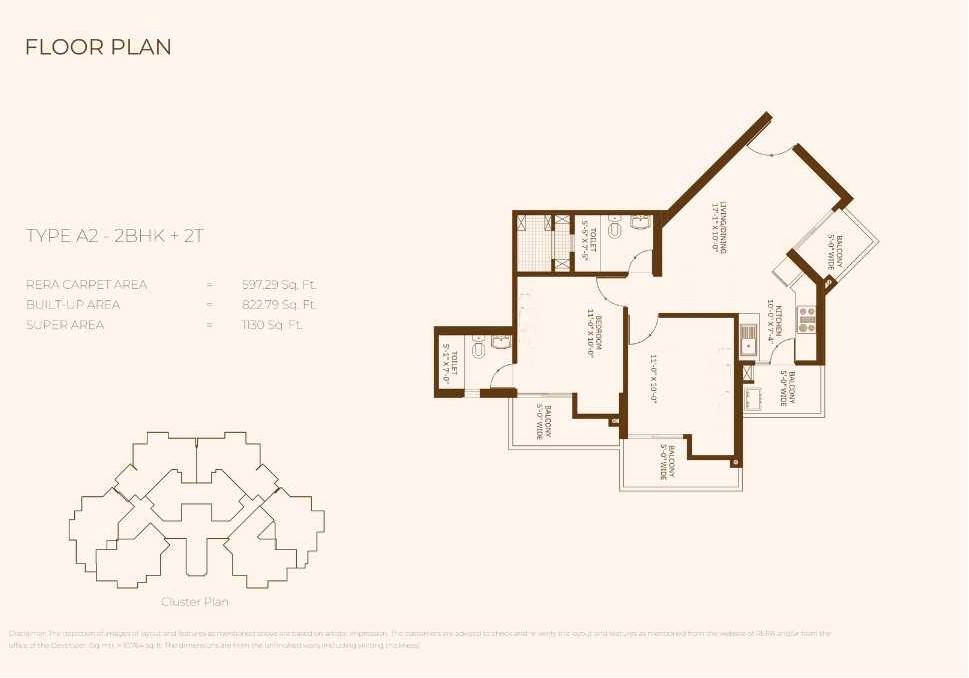 FLOOR PLAN
TYPE A2 - 2BHK + 2T
RERA CARPET AREA = 597.29 Sq. Ft.
BUILT-UP AREA = 822.79 Sq. Ft.
SUPER AREA = 1130 Sq. Ft.
LIVING/DINING
17'-1" X 10'-0"
BALCONY
5'-0" WIDE
TOILET
5'-5" X 7'-5"
KITCHEN
10'-0" X 7'-4"
BEDROOM
11'-0" X 10'-0"
TOILET
5'-1" X 7'-0"
11'-0" X 10'-0"
BALCONY
5'-0" WIDE
BALCONY
5'-0" WIDE
BALCONY
5'-0" WIDE
Cluster Plan
Disclaimer: The depiction of images of layout and features as mentioned above are based on artistic impression. The customers are advised to check and re-verify the layout and features as mentioned from the website of RERA and/or from the
office of the Developer. 1Sq. mtr. = 10.764 sq. ft. The dimensions are from the unfinished walls (including skirting thickness).